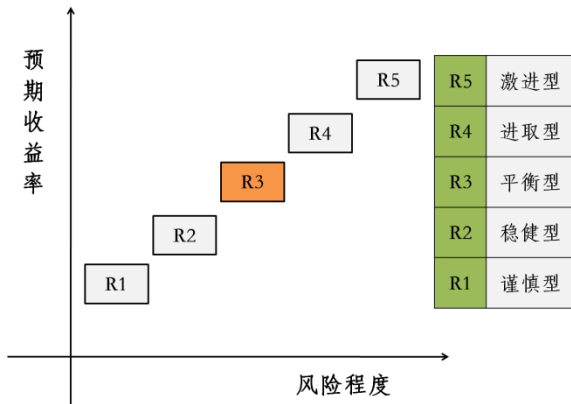 预期收益率
R5
R4
R3
R2
R1
风险程度
R5 激进型
R4 进取型
R3 平衡型
R2 稳健型
R1 谨慎型